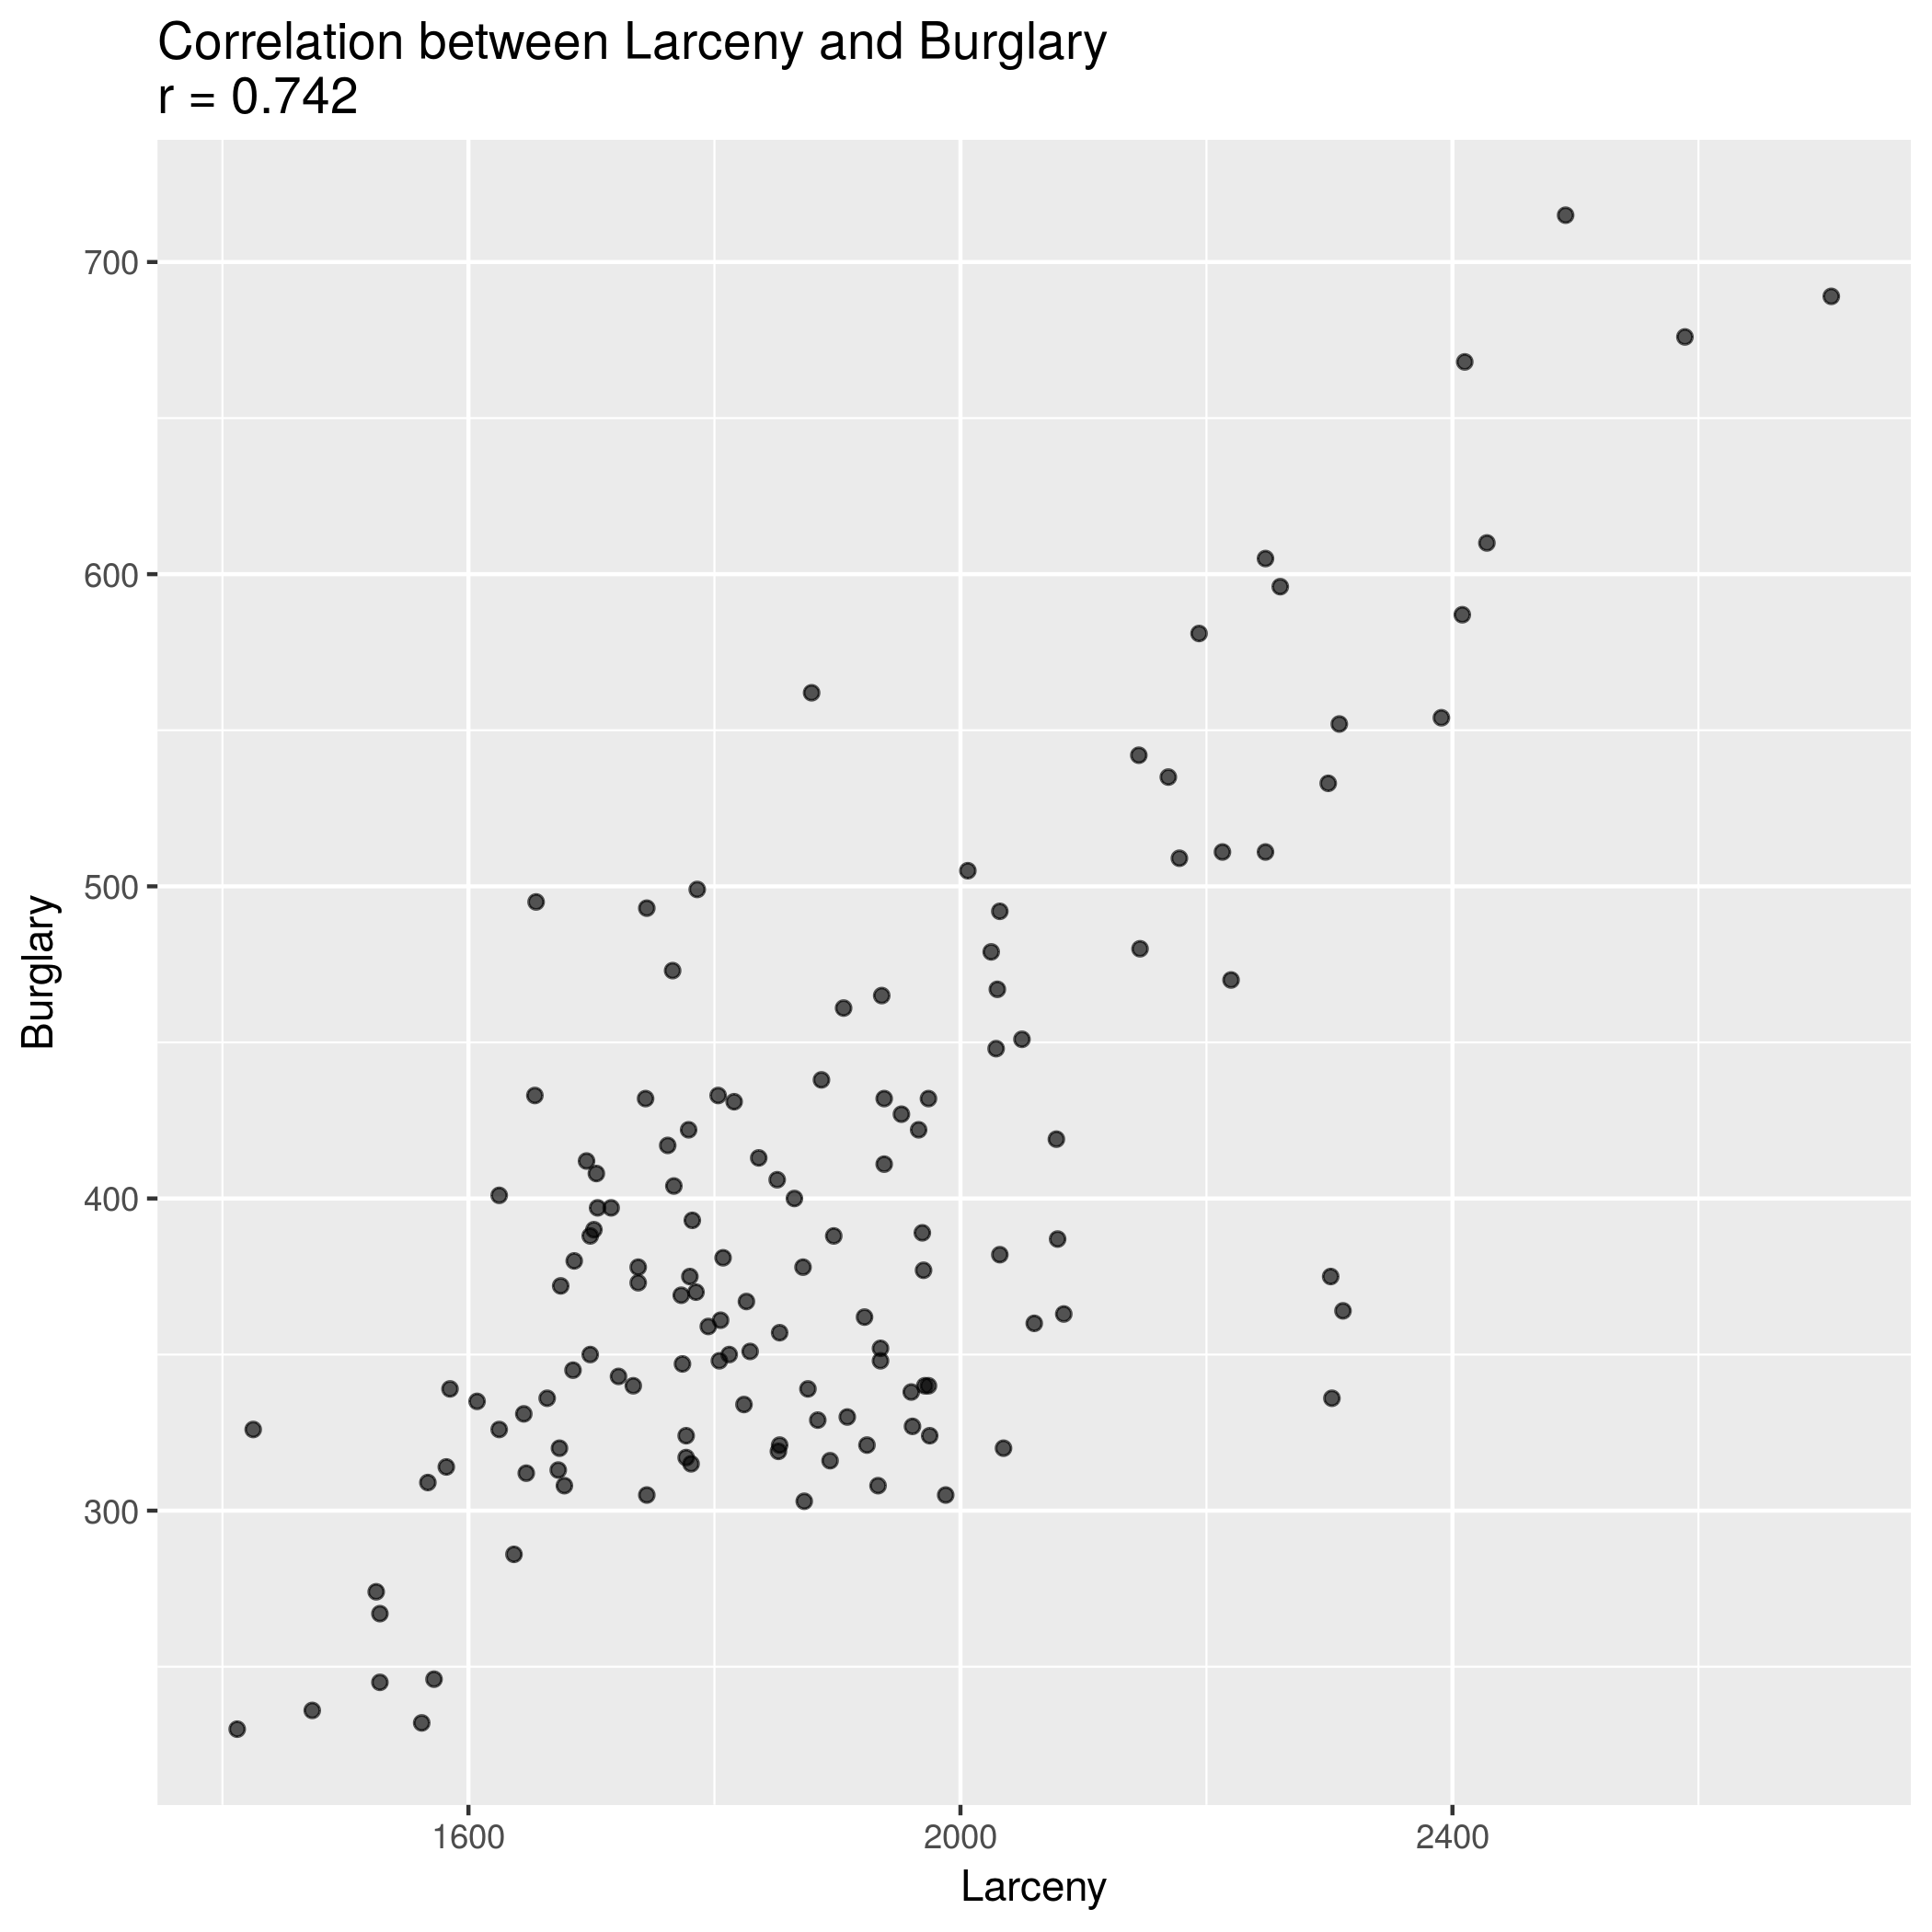 Correlation between Larceny and Burglary
r = 0.742
700
600
500
400
300
Burglary
1600 2000 2400
Larceny